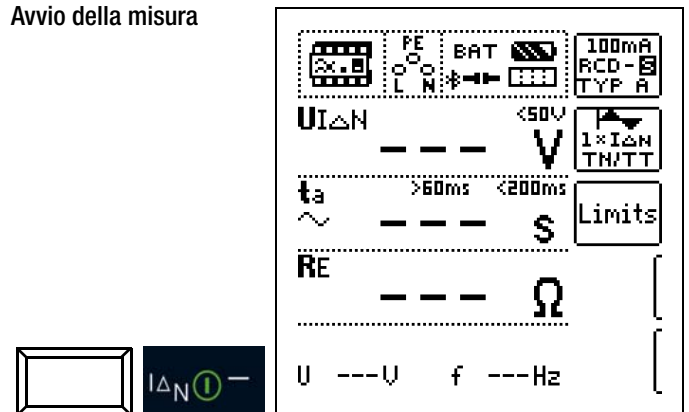 Avvio della misura
PE
L N
BAT
100mA
RCD-S
TYP A
UI△N <50V
--- V
1×I△N
TN/TT
ta >60ms <200ms
--- s
Limits
RE
--- Ω
U ---V f ---Hz
I△N